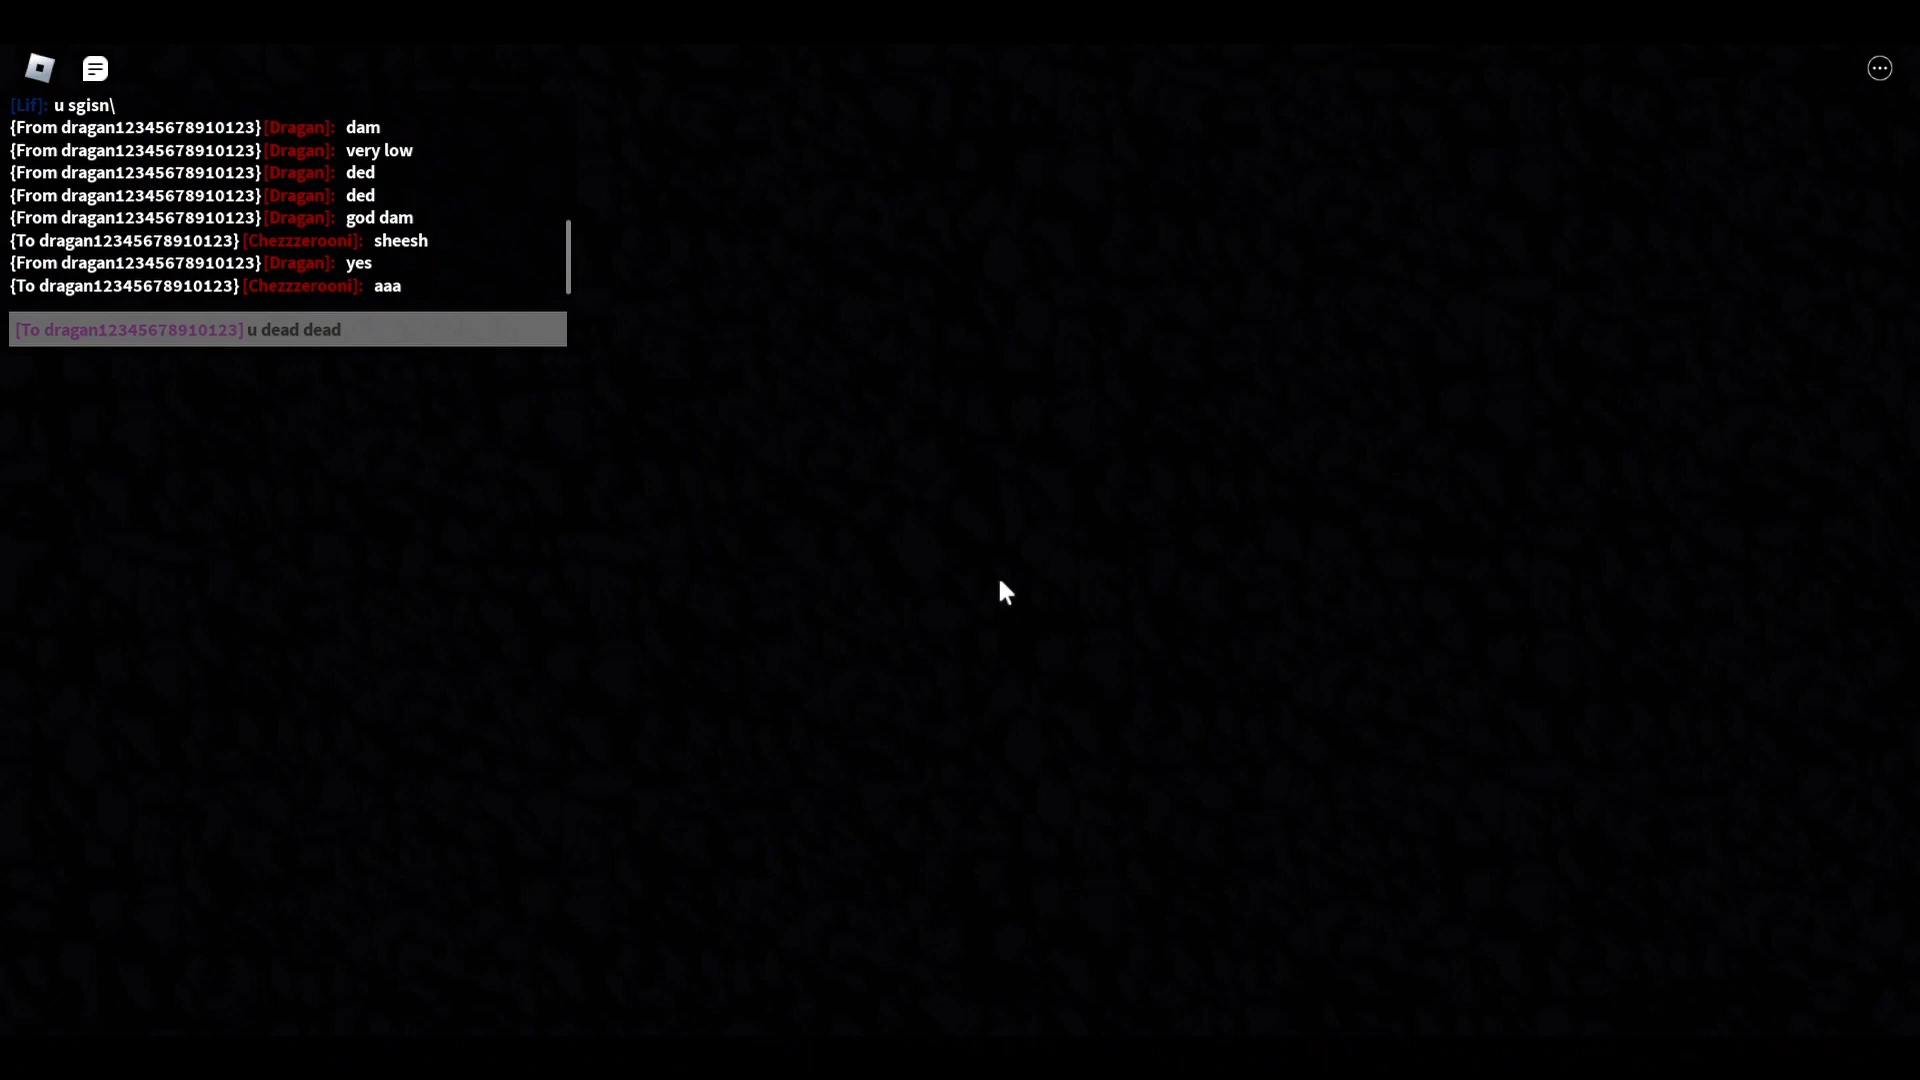 [Lif]: u sgisn\
{From dragan12345678910123}[Dragan]: dam
{From dragan12345678910123}[Dragan]: very low
{From dragan12345678910123}[Dragan]: ded
{From dragan12345678910123}[Dragan]: ded
{From dragan12345678910123}[Dragan]: god dam
{To dragan12345678910123}[Chezzzerooni]: sheesh
{From dragan12345678910123}[Dragan]: yes
{To dragan12345678910123}[Chezzzerooni]: aaa
[To dragan12345678910123] u dead dead